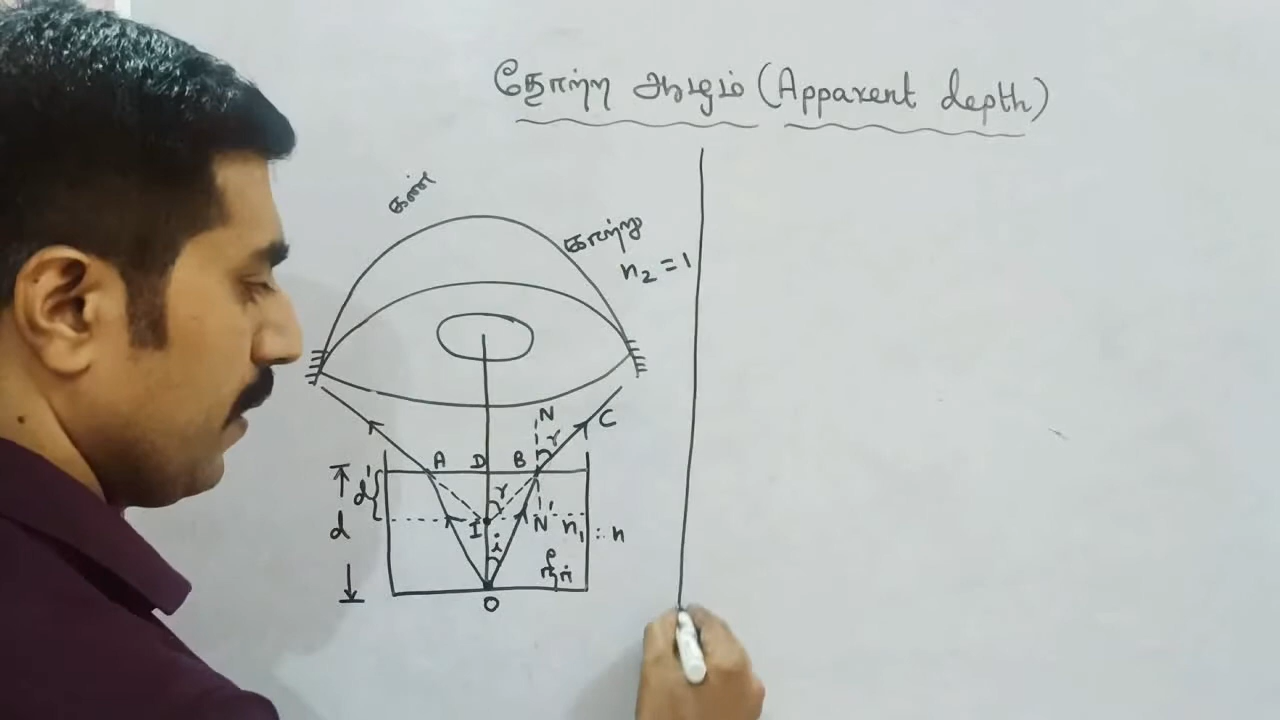 தோற்ற ஆழம் (Apparent depth)
கண்
காற்று
n₂ = 1
N
r
C
A D B
d'
r
d
I N' n₁ = n
i
நீர்
O